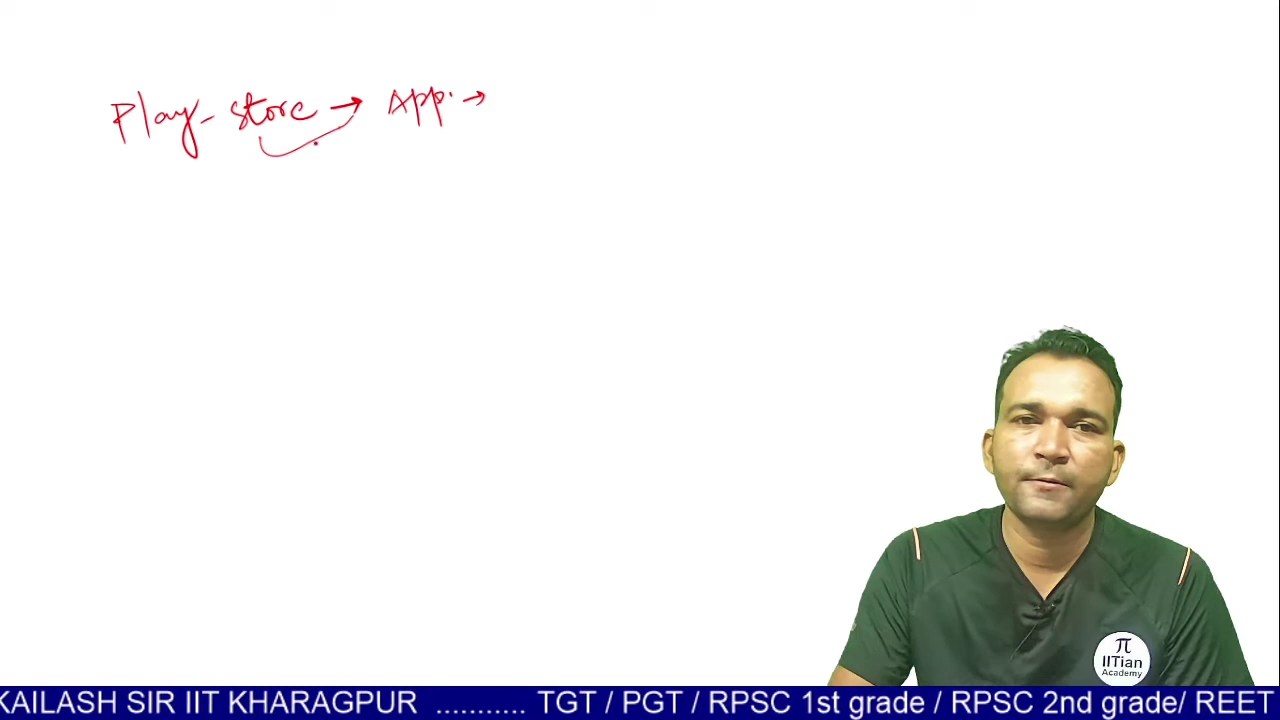 Play-store → App. →
π
IITian
Academy
KAILASH SIR IIT KHARAGPUR ........... TGT / PGT / RPSC 1st grade / RPSC 2nd grade/ REET